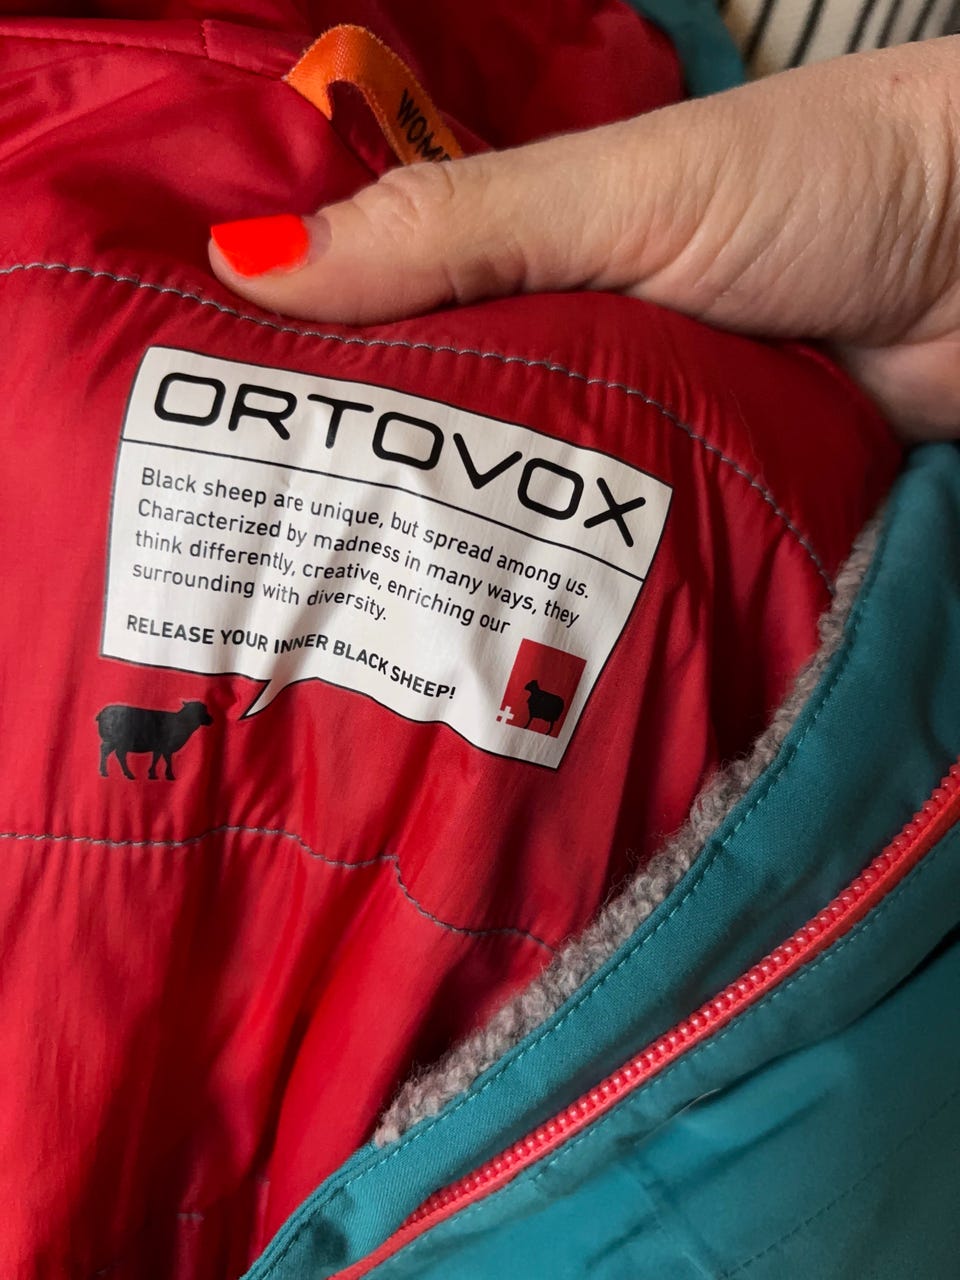 ORTOVOX
Black sheep are unique, but spread among us.
Characterized by madness in many ways, they
think differently, creative, enriching our
surrounding with diversity.
RELEASE YOUR INNER BLACK SHEEP!